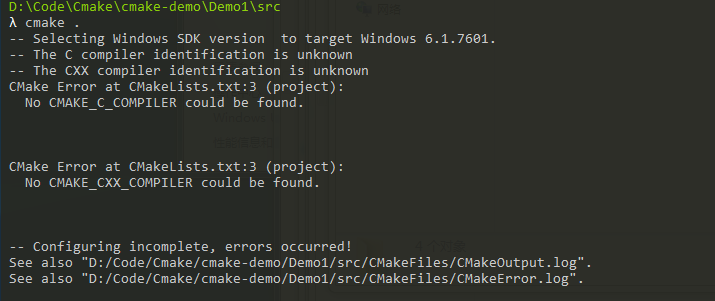 D:\Code\Cmake\cmake-demo\Demo1\src
λ cmake .
-- Selecting Windows SDK version  to target Windows 6.1.7601.
-- The C compiler identification is unknown
-- The CXX compiler identification is unknown
CMake Error at CMakeLists.txt:3 (project):
  No CMAKE_C_COMPILER could be found.
CMake Error at CMakeLists.txt:3 (project):
  No CMAKE_CXX_COMPILER could be found.
-- Configuring incomplete, errors occurred!
See also "D:/Code/Cmake/cmake-demo/Demo1/src/CMakeFiles/CMakeOutput.log".
See also "D:/Code/Cmake/cmake-demo/Demo1/src/CMakeFiles/CMakeError.log".